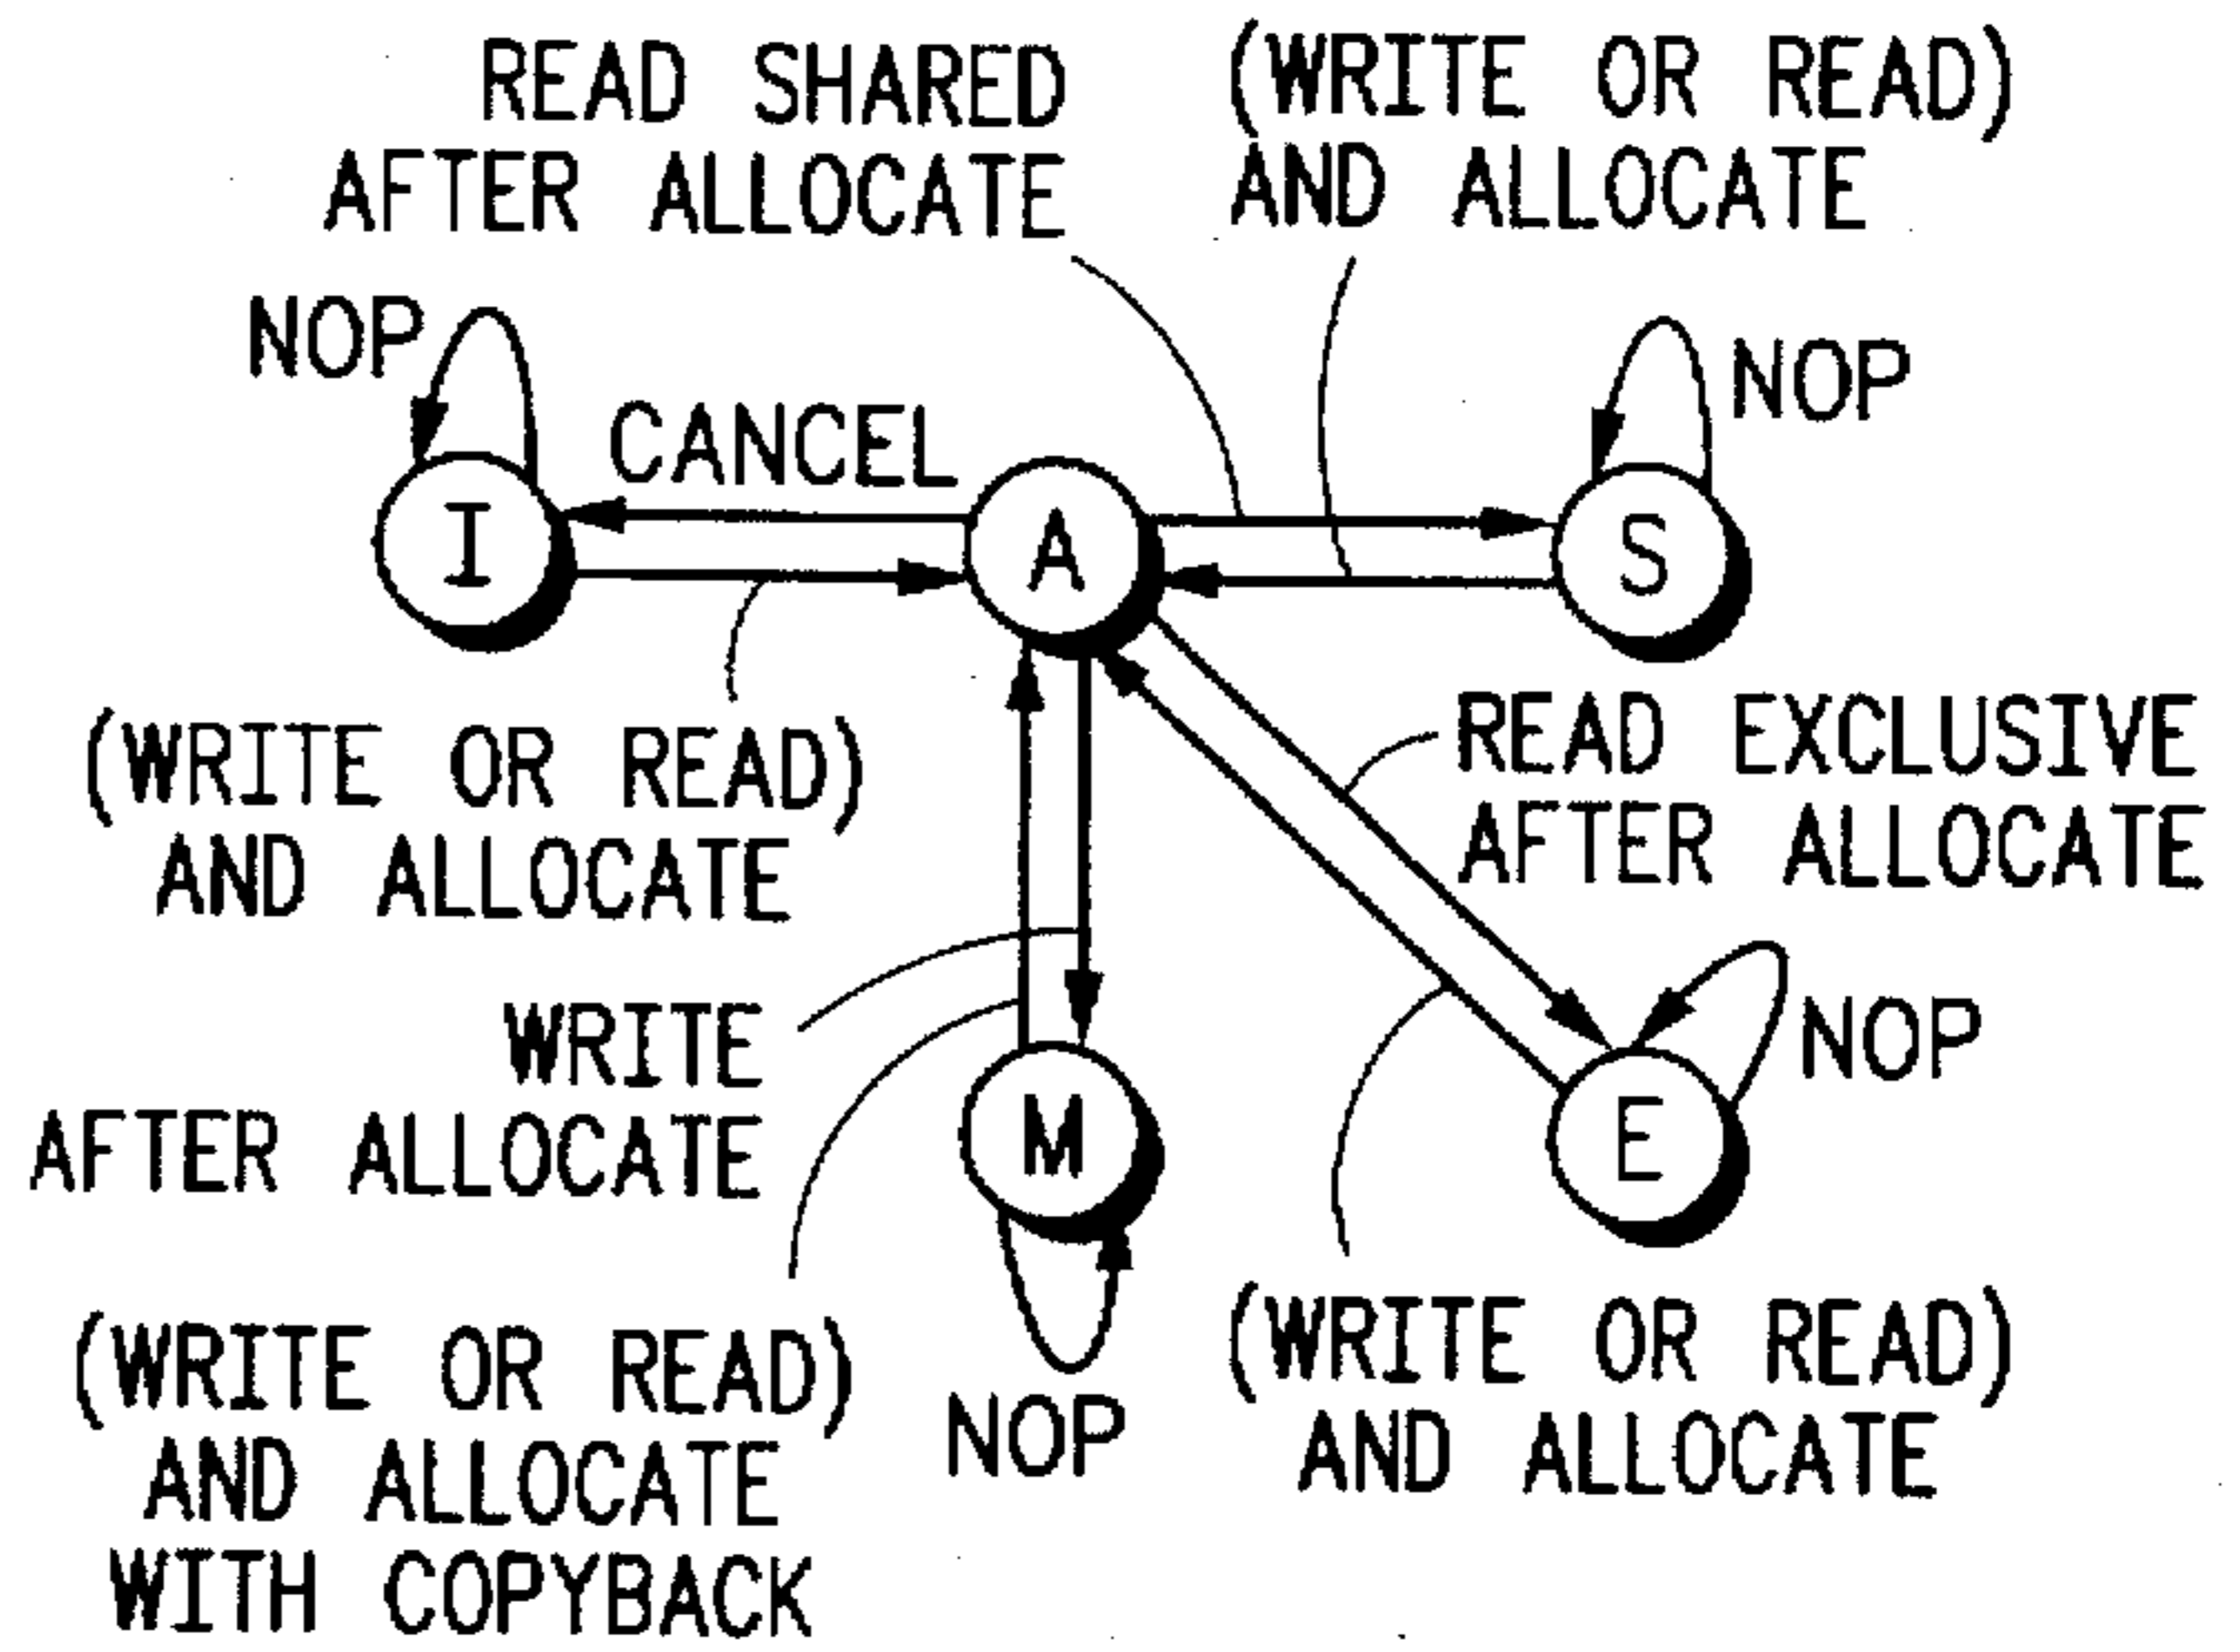 READ SHARED
AFTER ALLOCATE
(WRITE OR READ)
AND ALLOCATE
NOP
CANCEL
NOP
I
A
S
(WRITE OR READ)
AND ALLOCATE
READ EXCLUSIVE
AFTER ALLOCATE
WRITE
AFTER ALLOCATE
NOP
M
E
(WRITE OR READ)
AND ALLOCATE
WITH COPYBACK
NOP
(WRITE OR READ)
AND ALLOCATE